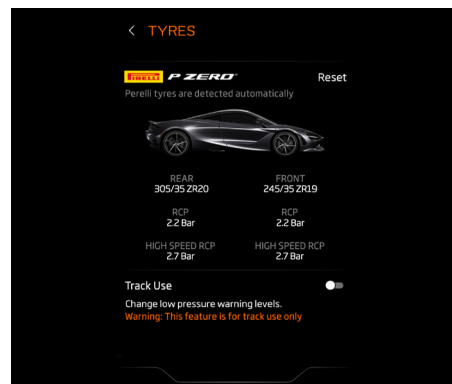 TYRES
PIRELLI P ZERO Reset
Perelli tyres are detected automatically
REAR FRONT
305/35 ZR20 245/35 ZR19
RCP RCP
2.2 Bar 2.2 Bar
HIGH SPEED RCP HIGH SPEED RCP
2.7 Bar 2.7 Bar
Track Use
Change low pressure warning levels.
Warning: This feature is for track use only